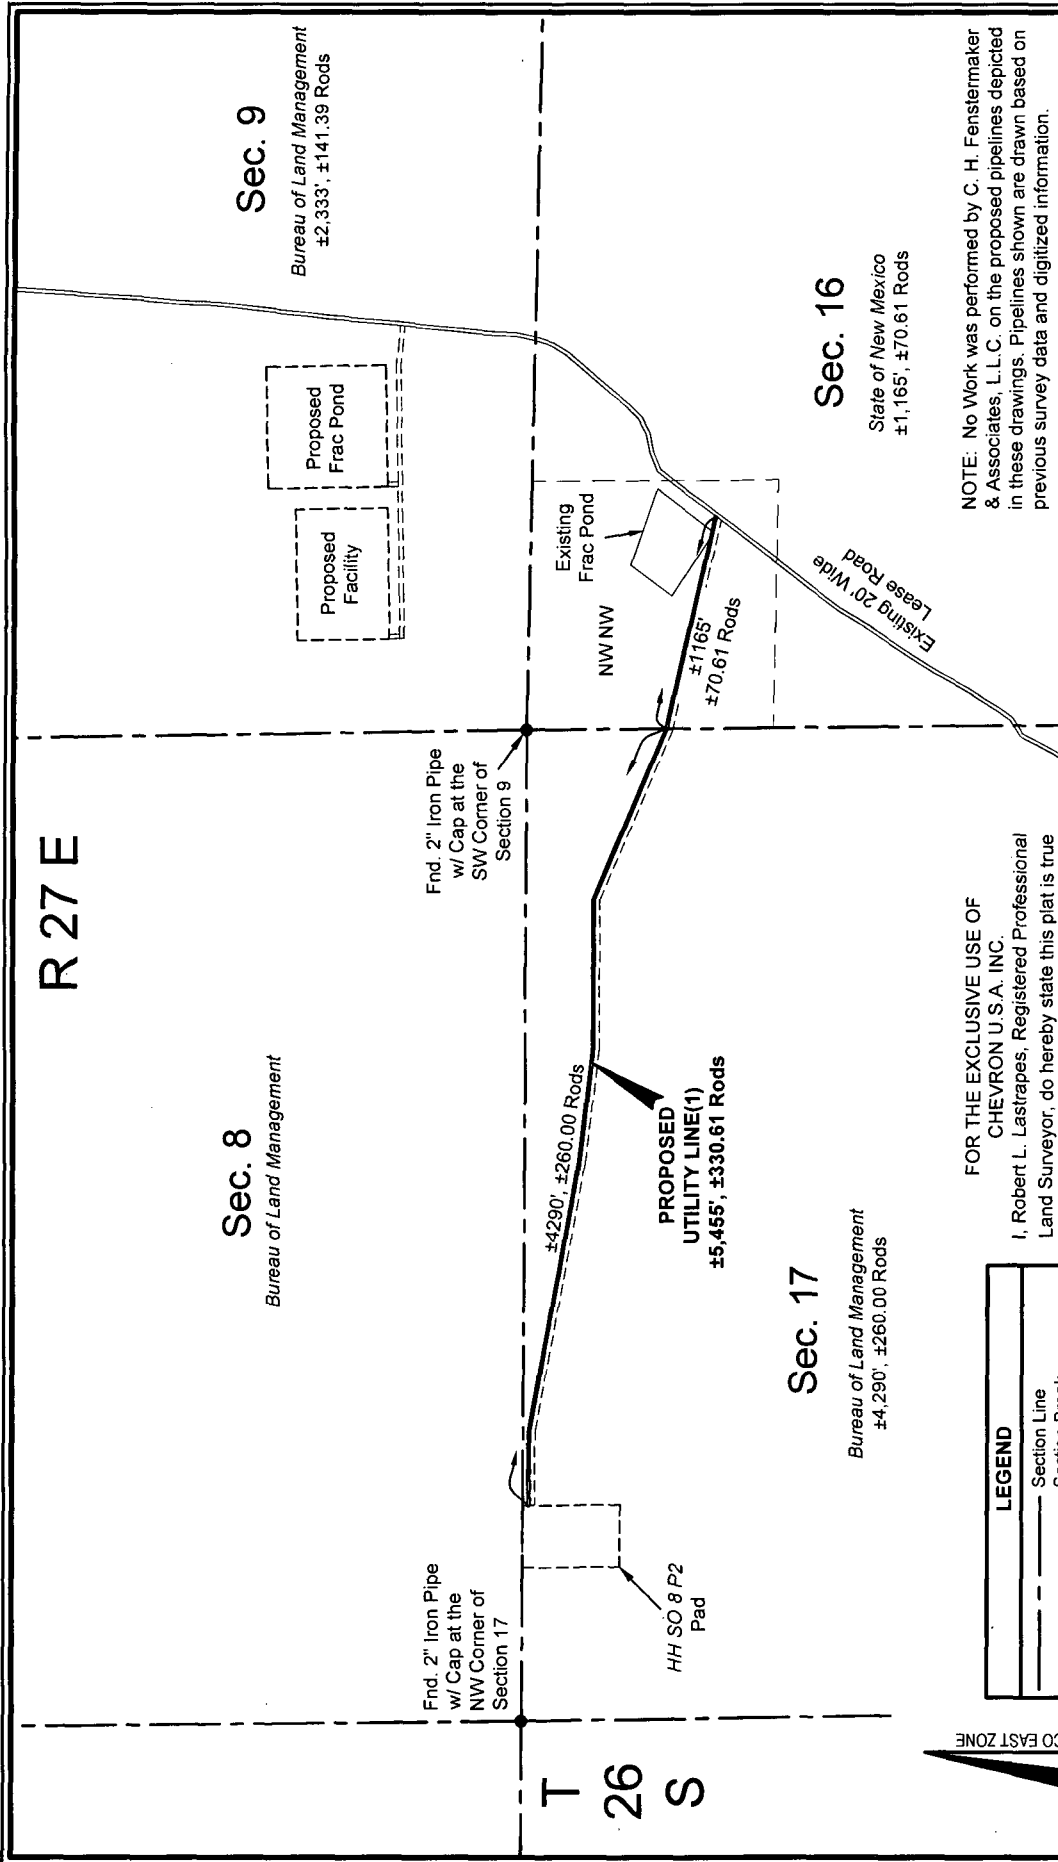 R 27 E
T
26
S
Sec. 8
Bureau of Land Management
Sec. 9
Bureau of Land Management
±2,333', ±141.39 Rods
Proposed
Facility
Proposed
Frac Pond
Fnd. 2" Iron Pipe
w/ Cap at the
NW Corner of
Section 17
Fnd. 2" Iron Pipe
w/ Cap at the
SW Corner of
Section 9
NW NW
Existing
Frac Pond
±4290', ±260.00 Rods
±1165'
±70.61 Rods
PROPOSED
UTILITY LINE(1)
±5,455', ±330.61 Rods
HH SO 8 P2
Pad
Sec. 17
Bureau of Land Management
±4,290', ±260.00 Rods
Sec. 16
State of New Mexico
±1,165', ±70.61 Rods
Existing 20' Wide
Lease Road
NOTE: No Work was performed by C. H. Fenstermaker
& Associates, L.L.C. on the proposed pipelines depicted
in these drawings. Pipelines shown are drawn based on
previous survey data and digitized information.
FOR THE EXCLUSIVE USE OF
CHEVRON U.S.A. INC.
I, Robert L. Lastrapes, Registered Professional
Land Surveyor, do hereby state this plat is true
LEGEND
Section Line
EAST ZONE